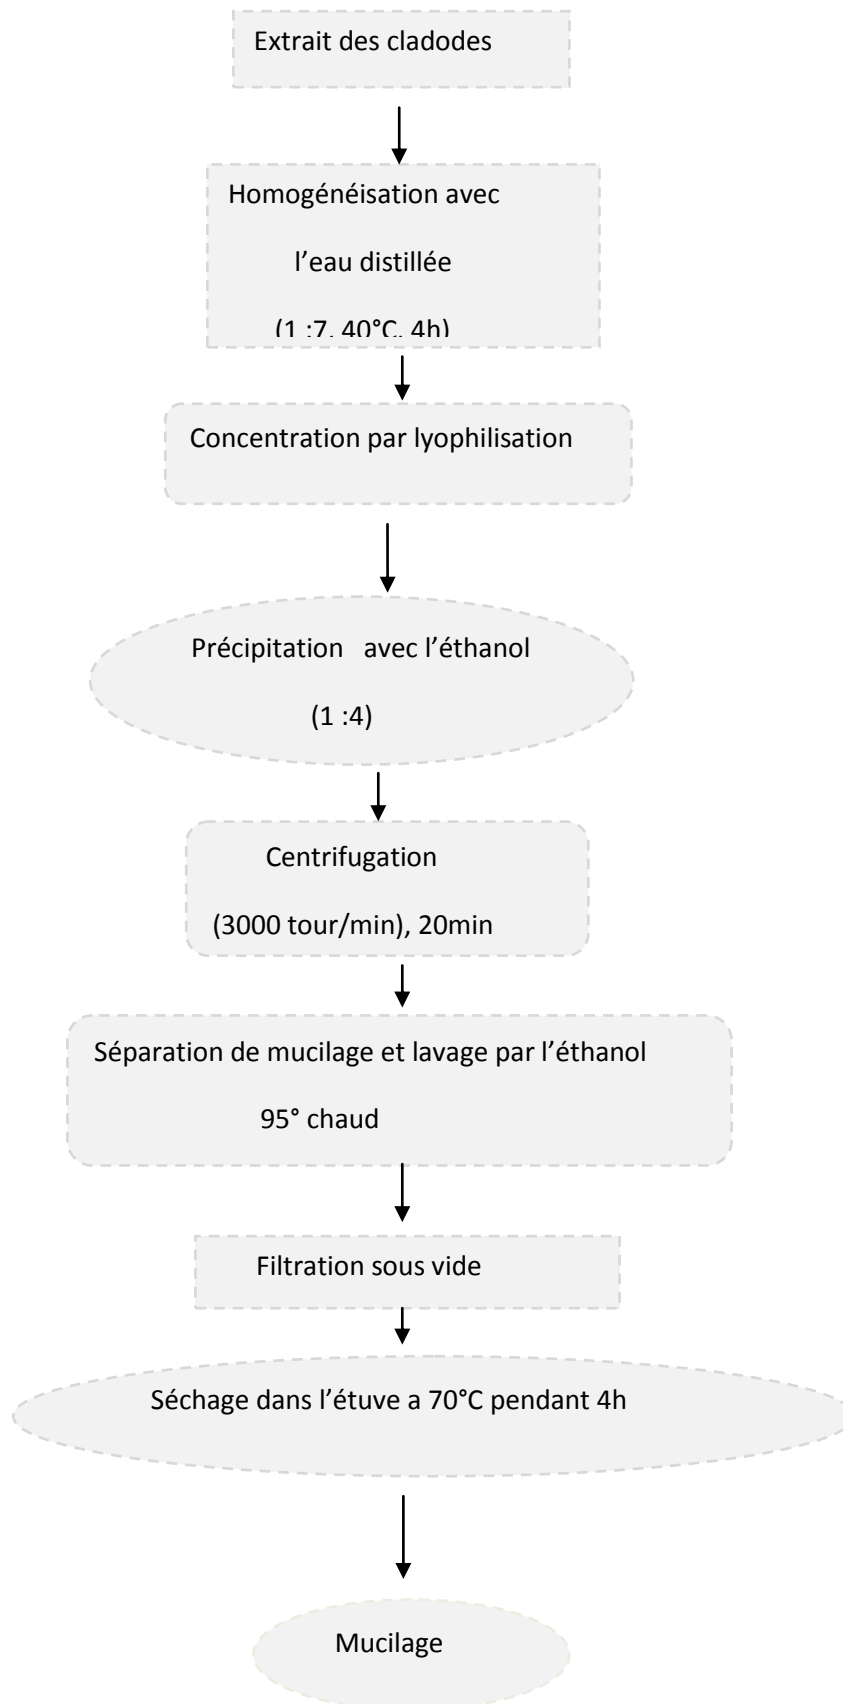 Extrait des cladodes
Homogénéisation avec
l’eau distillée
(1 :7, 40°C, 4h)
Concentration par lyophilisation
Précipitation avec l’éthanol
(1 :4)
Centrifugation
(3000 tour/min), 20min
Séparation de mucilage et lavage par l’éthanol
95° chaud
Filtration sous vide
Séchage dans l’étuve a 70°C pendant 4h
Mucilage